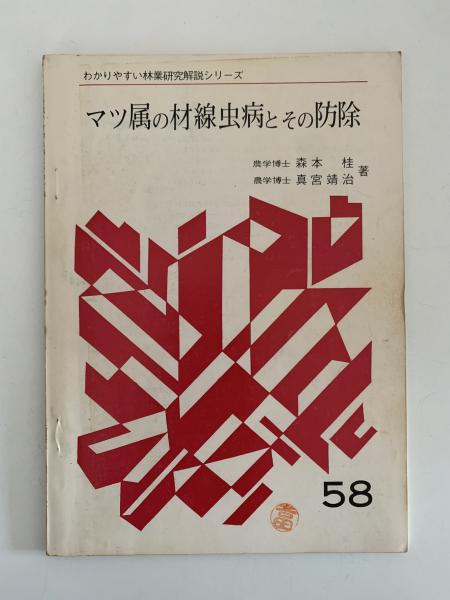 わかりやすい林業研究解説シリーズ
マツ属の材線虫病とその防除
農学博士 森本 桂
農学博士 真宮靖治 著
58